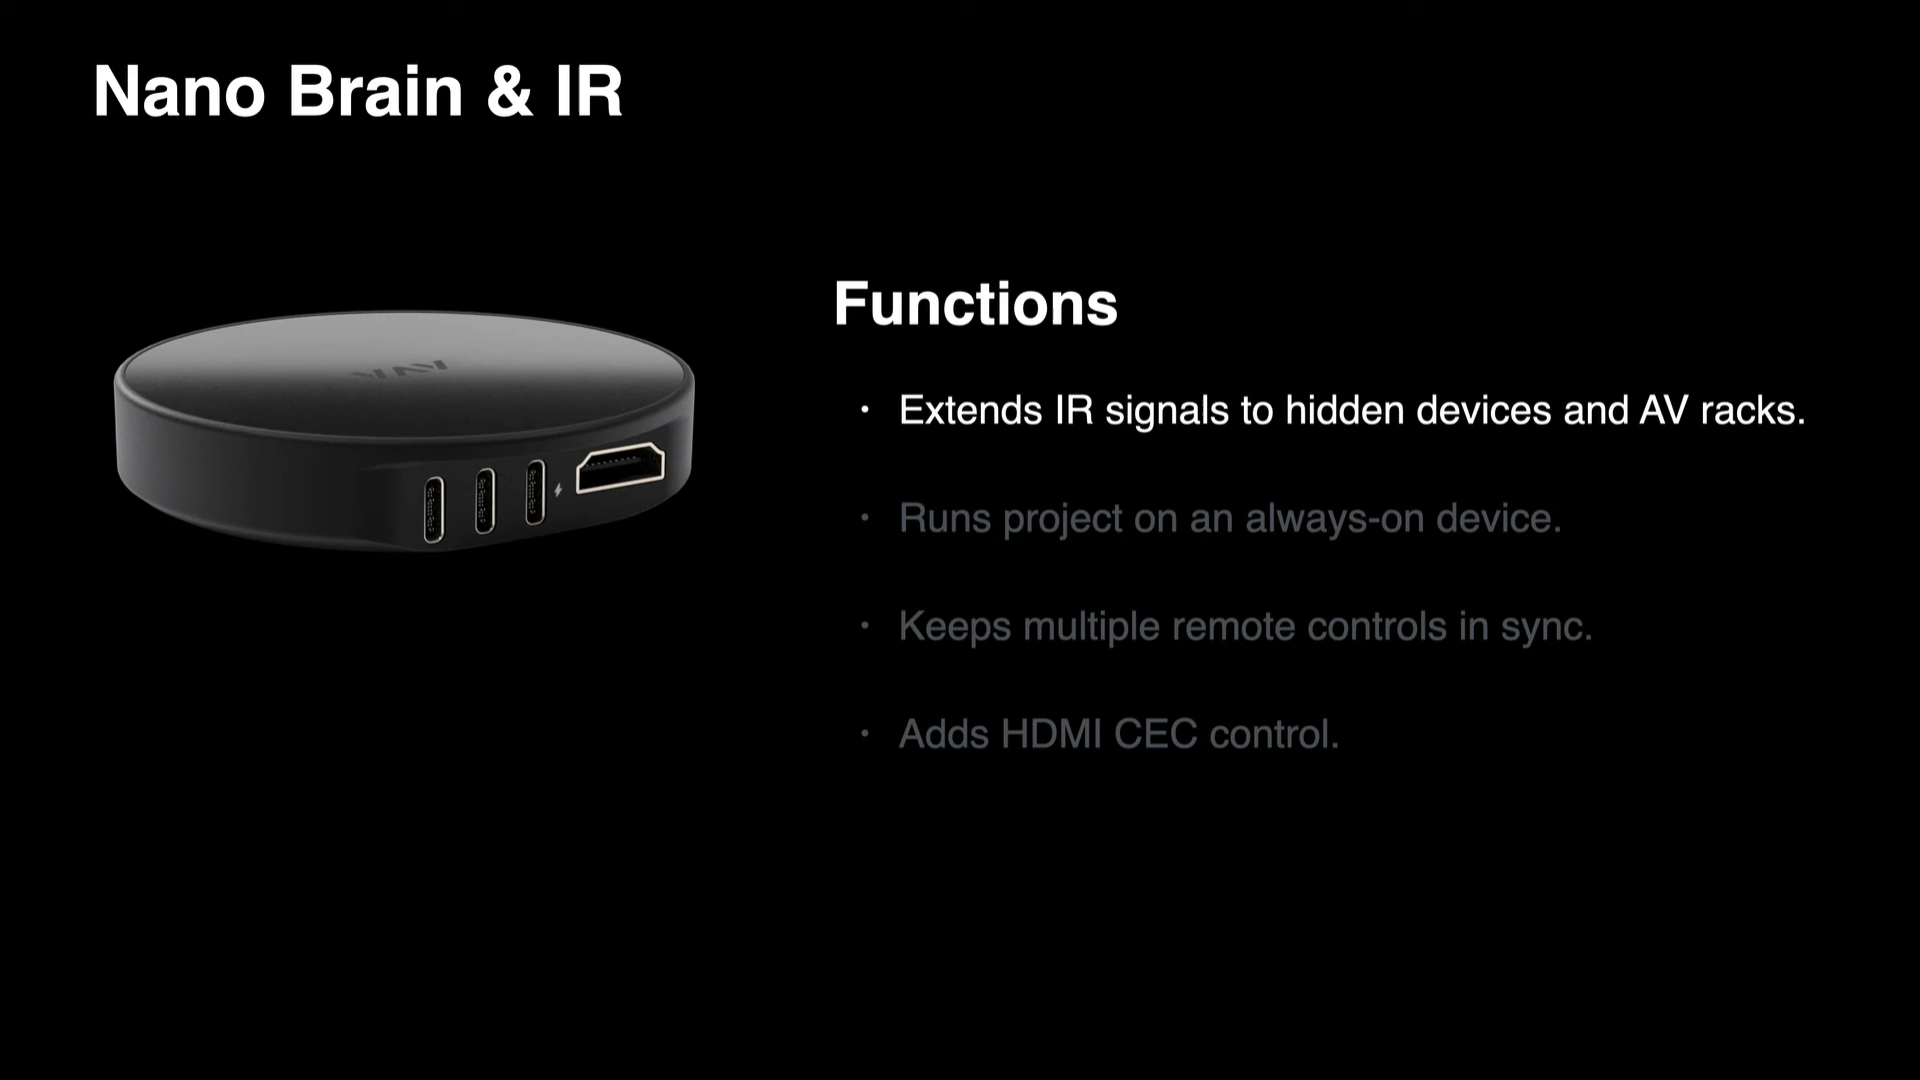 Nano Brain & IR
Functions
• Extends IR signals to hidden devices and AV racks.
• Runs project on an always-on device.
• Keeps multiple remote controls in sync.
• Adds HDMI CEC control.